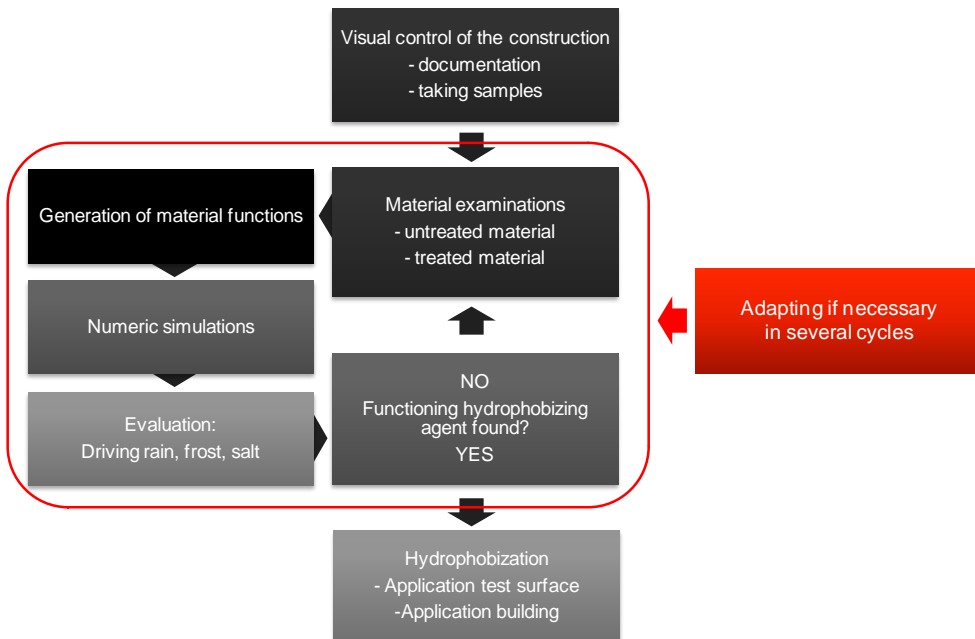 Visual control of the construction
- documentation
- taking samples
Material examinations
- untreated material
- treated material
Generation of material functions
Numeric simulations
Evaluation:
Driving rain, frost, salt
NO
Functioning hydrophobizing
agent found?
YES
Adapting if necessary
in several cycles
Hydrophobization
- Application test surface
-Application building